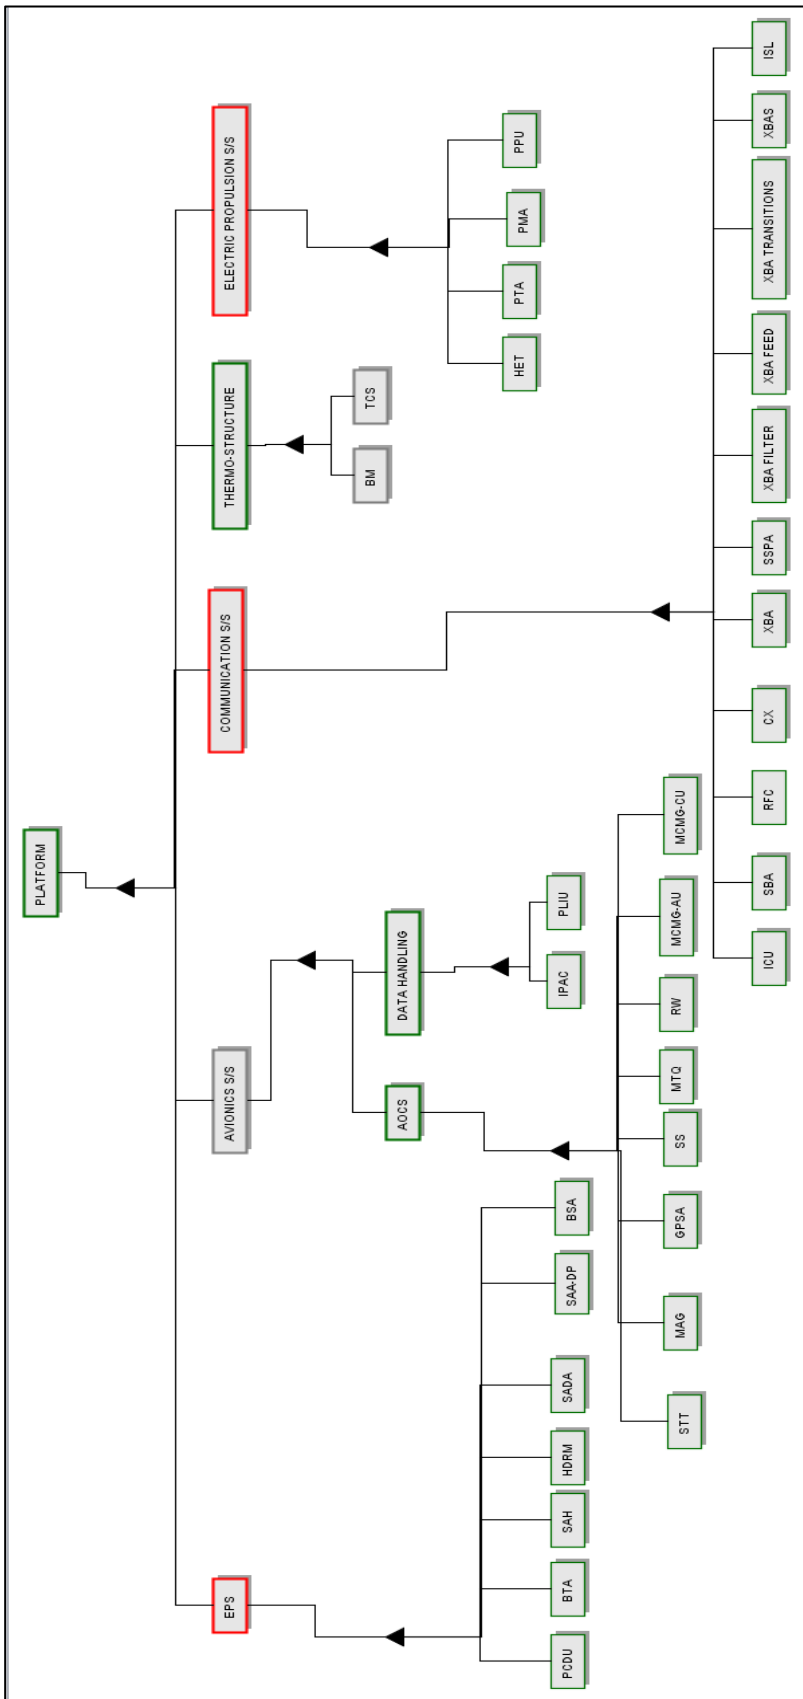 PLATFORM
EPS
AVIONICS S/S
COMMUNICATION S/S
THERMO-STRUCTURE
ELECTRIC PROPULSION S/S
PCDU
BTA
SAH
HDRM
SADA
SAA-DP
BSA
AOCS
DATA HANDLING
IPAC
PLIU
STT
MAG
GPSA
SS
MTQ
RW
MCMG-AU
MCMG-CU
BM
TCS
HET
PTA
PMA
PPU
ICU
SBA
RFC
CX
XBA
SSPA
XBA FILTER
XBA FEED
XBA TRANSITIONS
XBAS
ISL